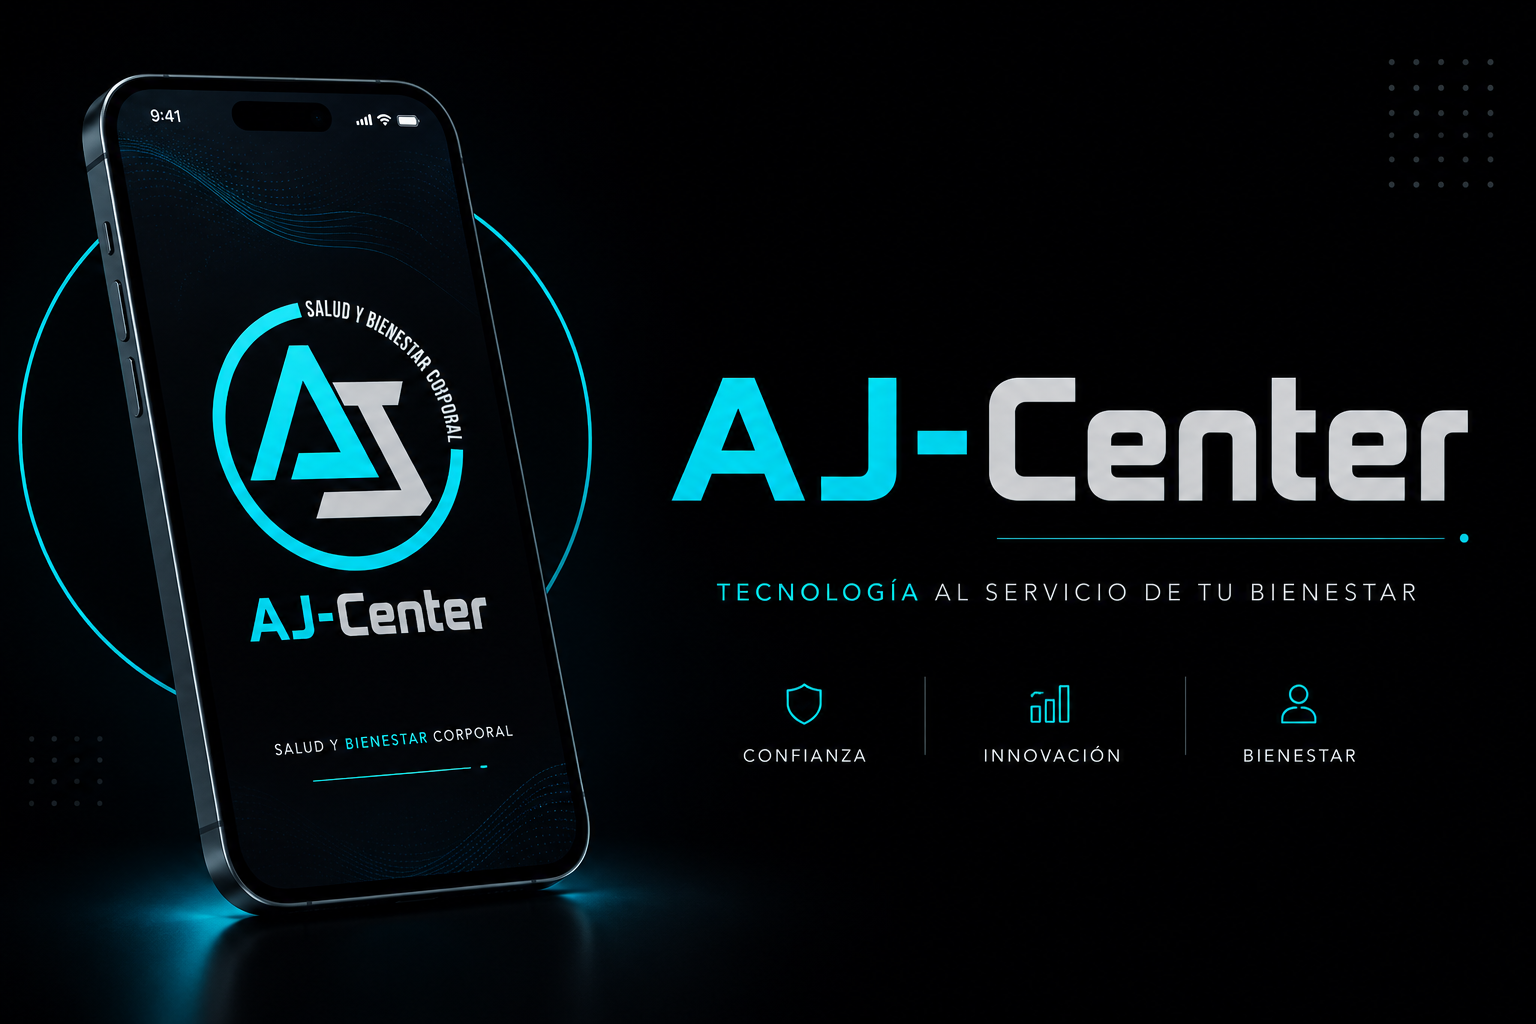 9:41
SALUD Y BIENESTAR CORPORAL
AJ
AJ-Center
SALUD Y BIENESTAR CORPORAL
AJ-Center
TECNOLOGÍA AL SERVICIO DE TU BIENESTAR
CONFIANZA
INNOVACIÓN
BIENESTAR